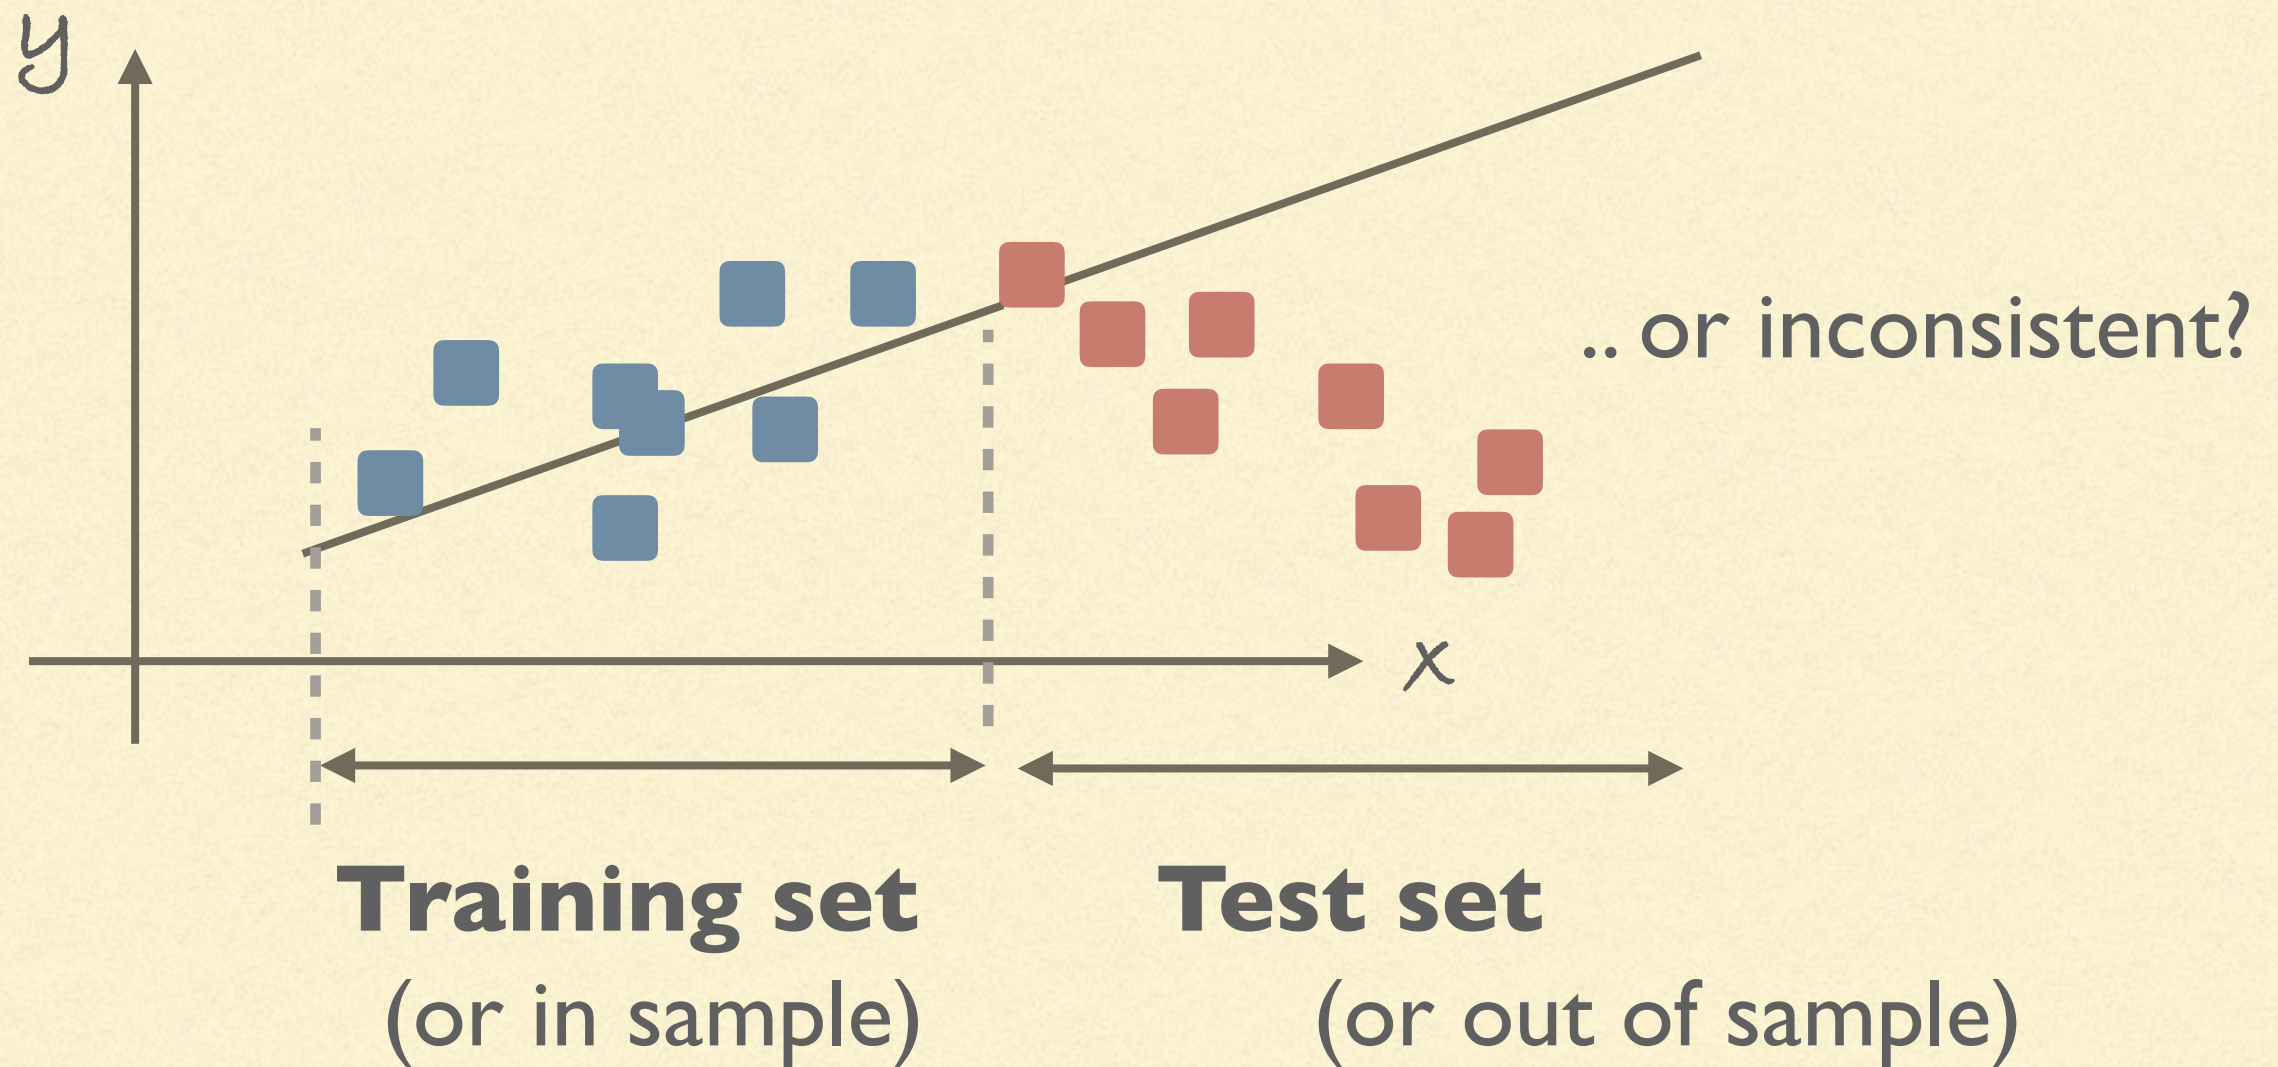 y
.. or inconsistent?
x
Training set
(or in sample)
Test set
(or out of sample)